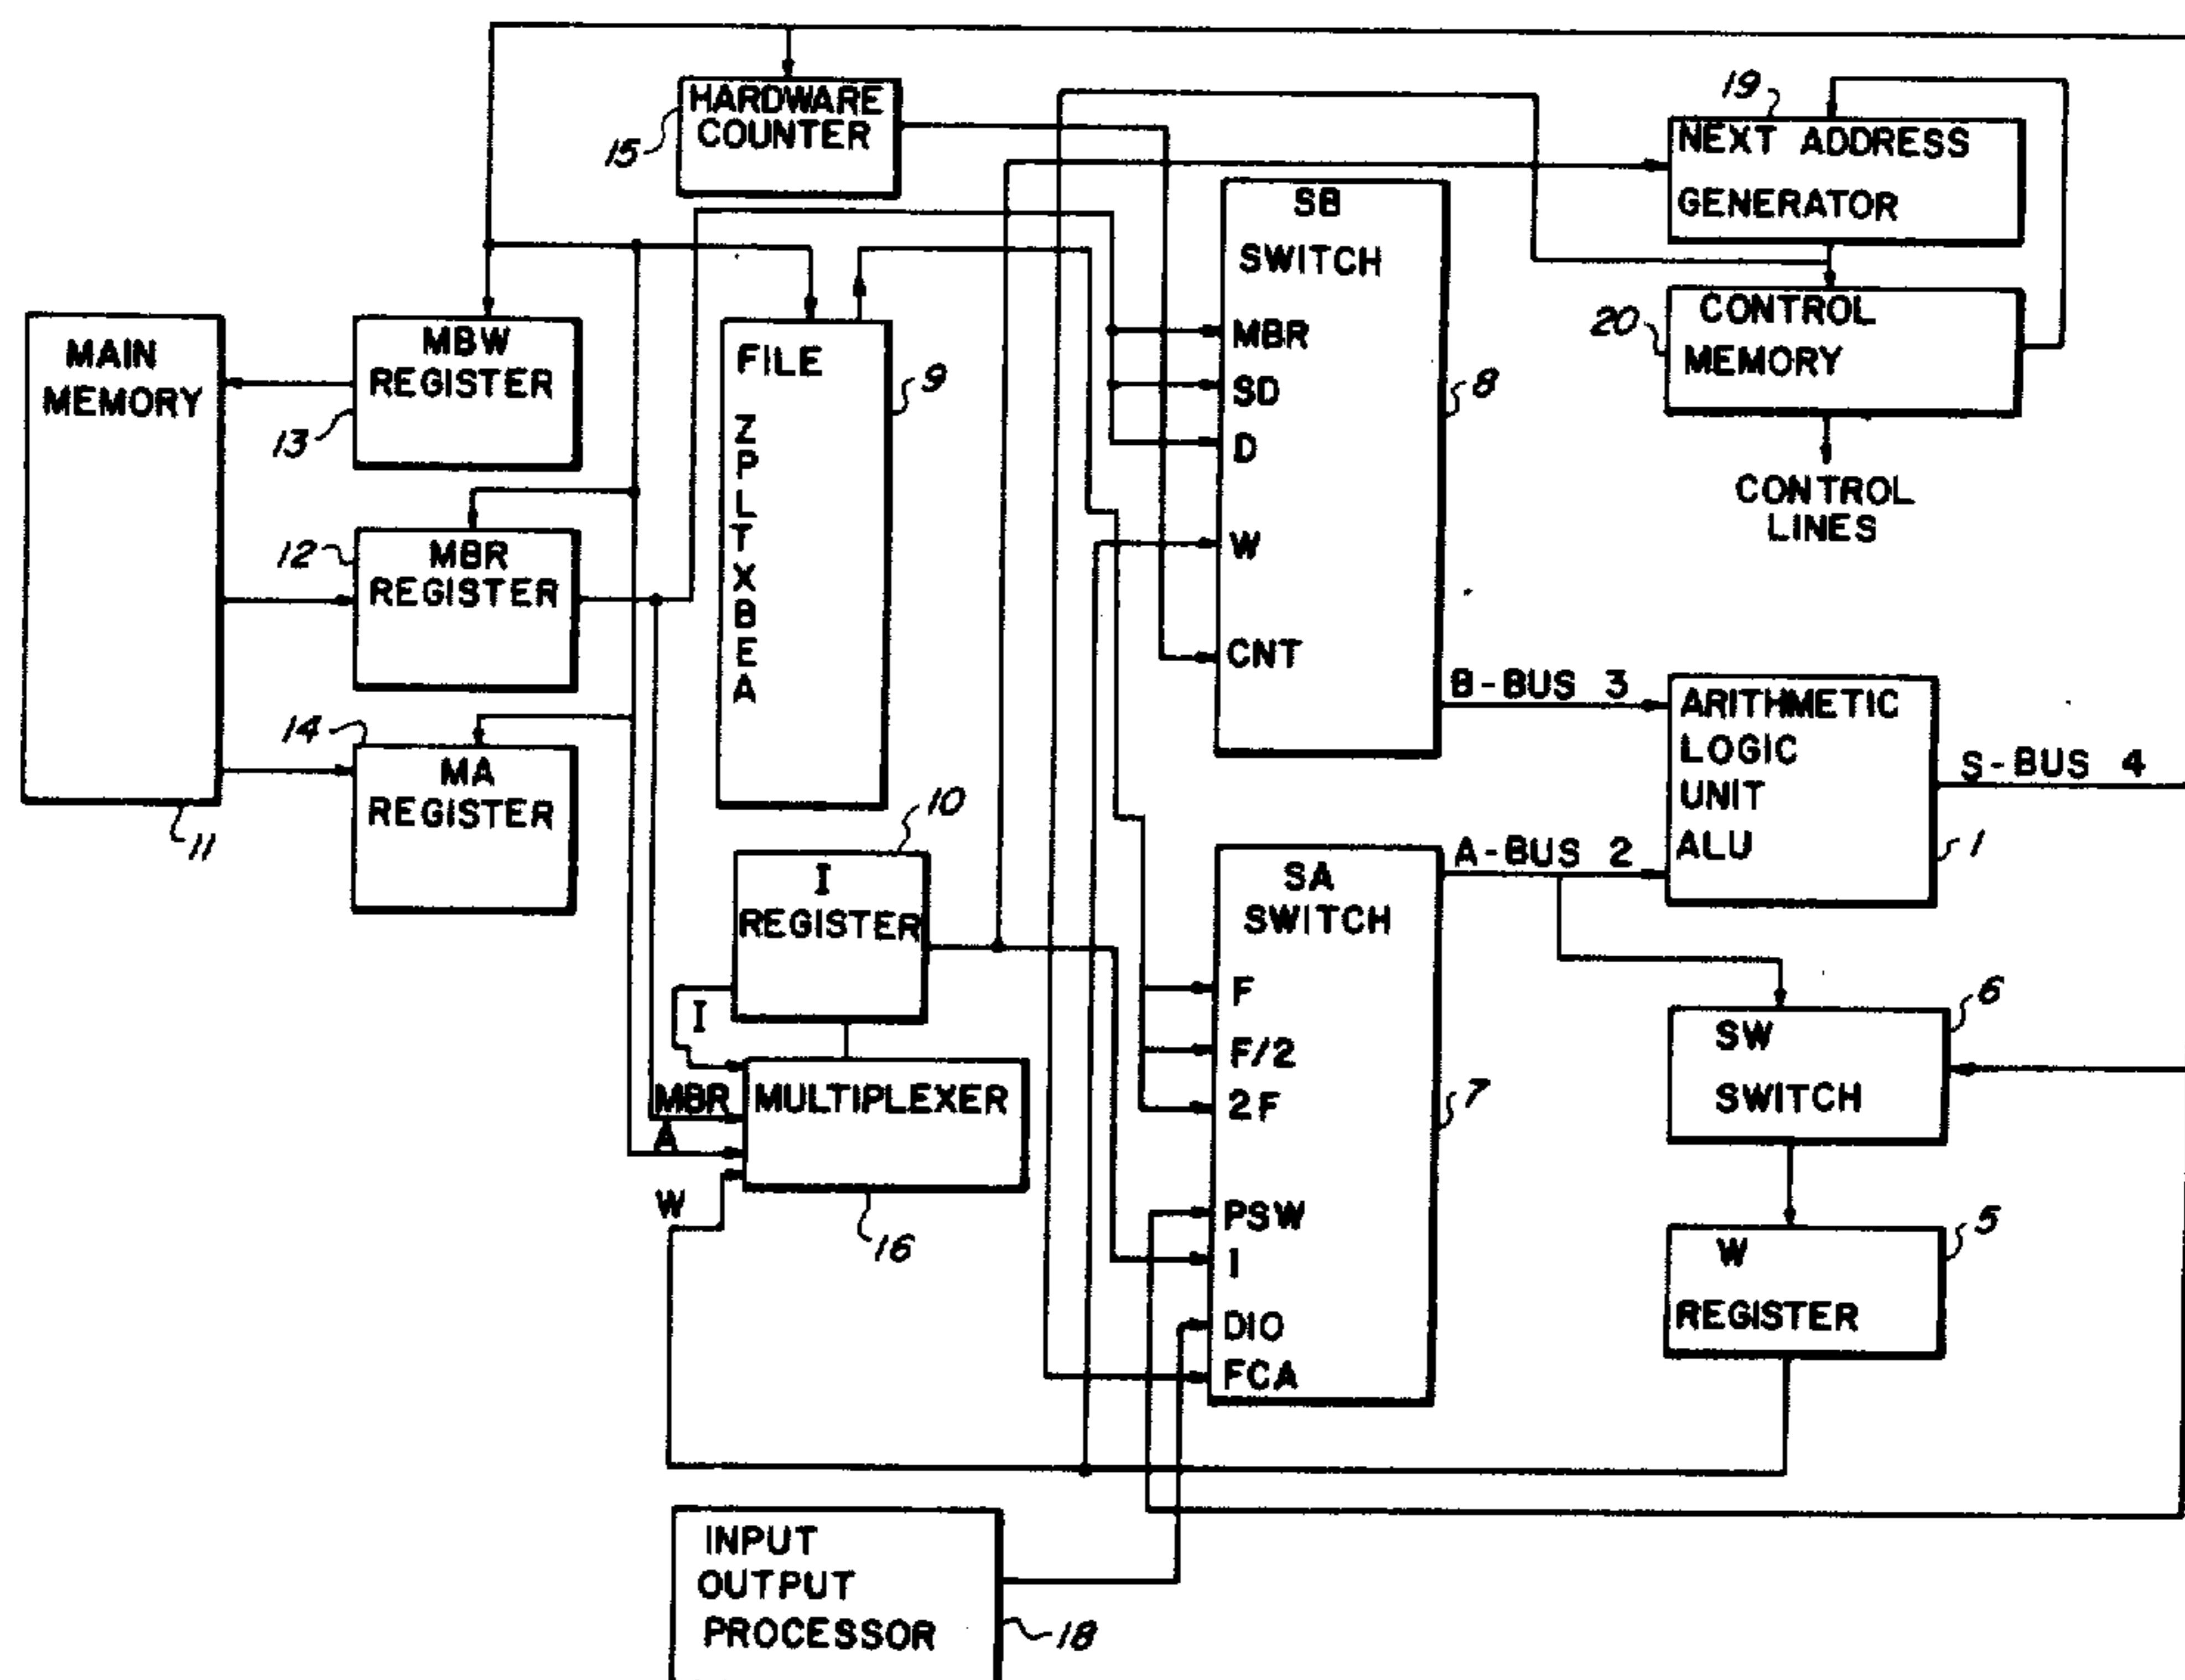 HARDWARE
COUNTER
15
19
NEXT ADDRESS
GENERATOR
SB
SWITCH
MBR
SD
D
W
CNT
8
20
CONTROL
MEMORY
CONTROL
LINES
MAIN
MEMORY
11
MBW
REGISTER
13
12
MBR
REGISTER
14
MA
REGISTER
FILE
Z
P
L
T
X
B
E
A
9
B-BUS 3
ARITHMETIC
LOGIC
UNIT
ALU
1
S-BUS 4
A-BUS 2
10
I
REGISTER
I
MBR
A
W
MULTIPLEXER
16
SA
SWITCH
F
F/2
2F
PSW
I
DIO
FCA
7
6
SW
SWITCH
5
W
REGISTER
INPUT
OUTPUT
PROCESSOR
18